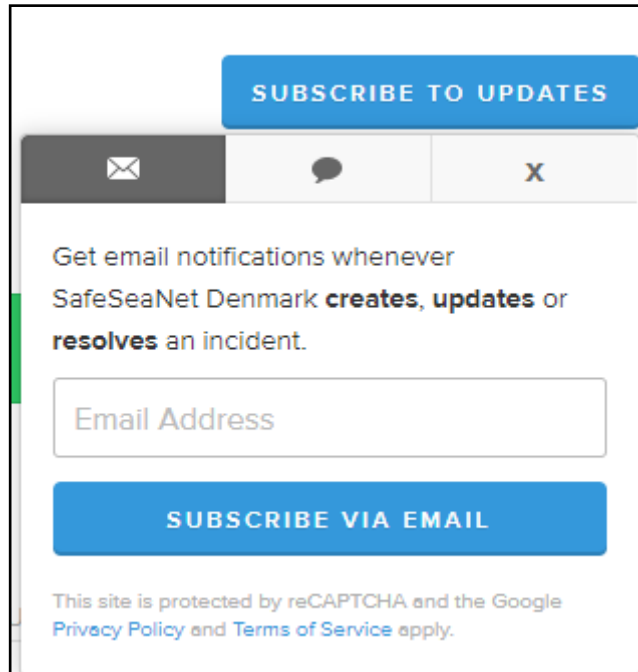 SUBSCRIBE TO UPDATES
X
Get email notifications whenever
SafeSeaNet Denmark creates, updates or
resolves an incident.
Email Address
SUBSCRIBE VIA EMAIL
This site is protected by reCAPTCHA and the Google
Privacy Policy and Terms of Service apply.